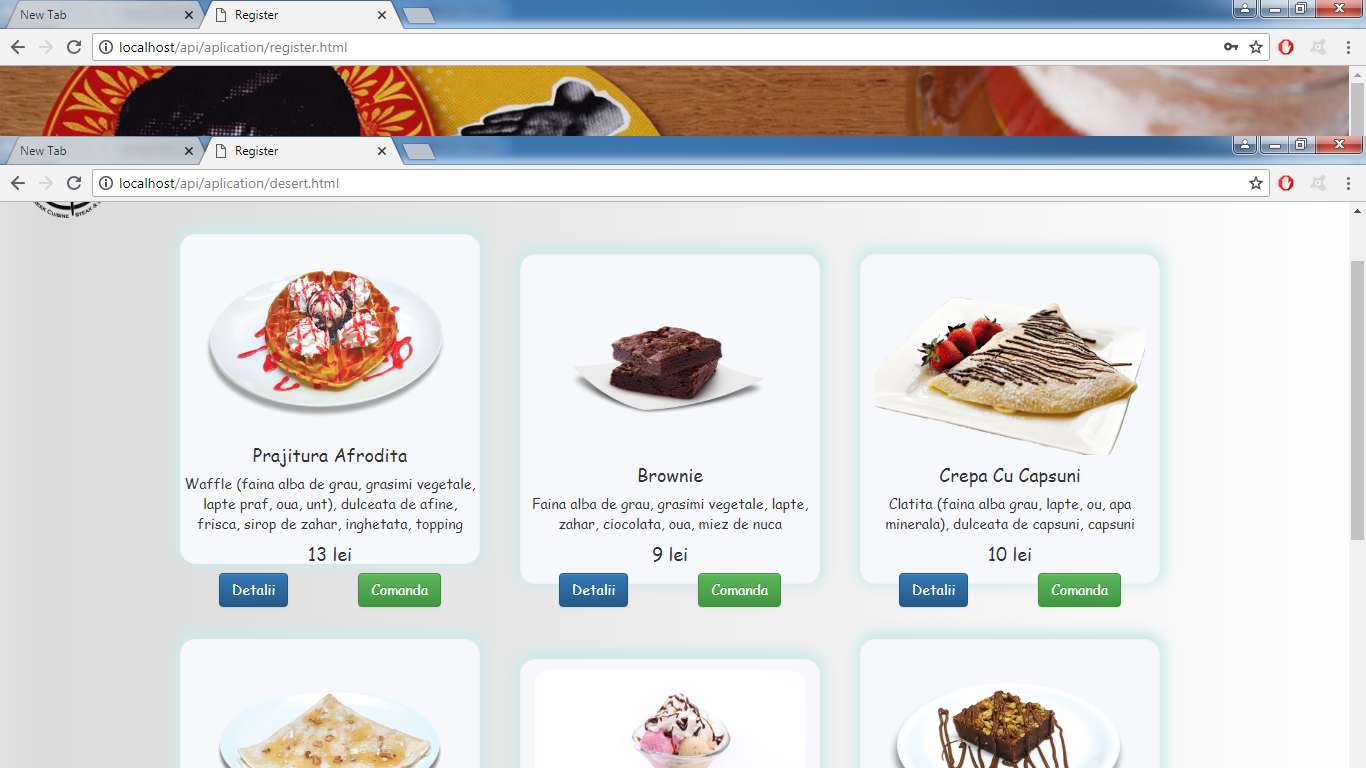 New Tab
Register
localhost/api/aplication/register.html
New Tab
Register
localhost/api/aplication/desert.html
Prajitura Afrodita
Waffle (faina alba de grau, grasimi vegetale,
lapte praf, oua, unt), dulceata de afine,
frisca, sirop de zahar, inghetata, topping
13 lei
Detalii
Comanda
Brownie
Faina alba de grau, grasimi vegetale, lapte,
zahar, ciocolata, oua, miez de nuca
9 lei
Detalii
Comanda
Crepa Cu Capsuni
Clatita (faina alba grau, lapte, ou, apa
minerala), dulceata de capsuni, capsuni
10 lei
Detalii
Comanda